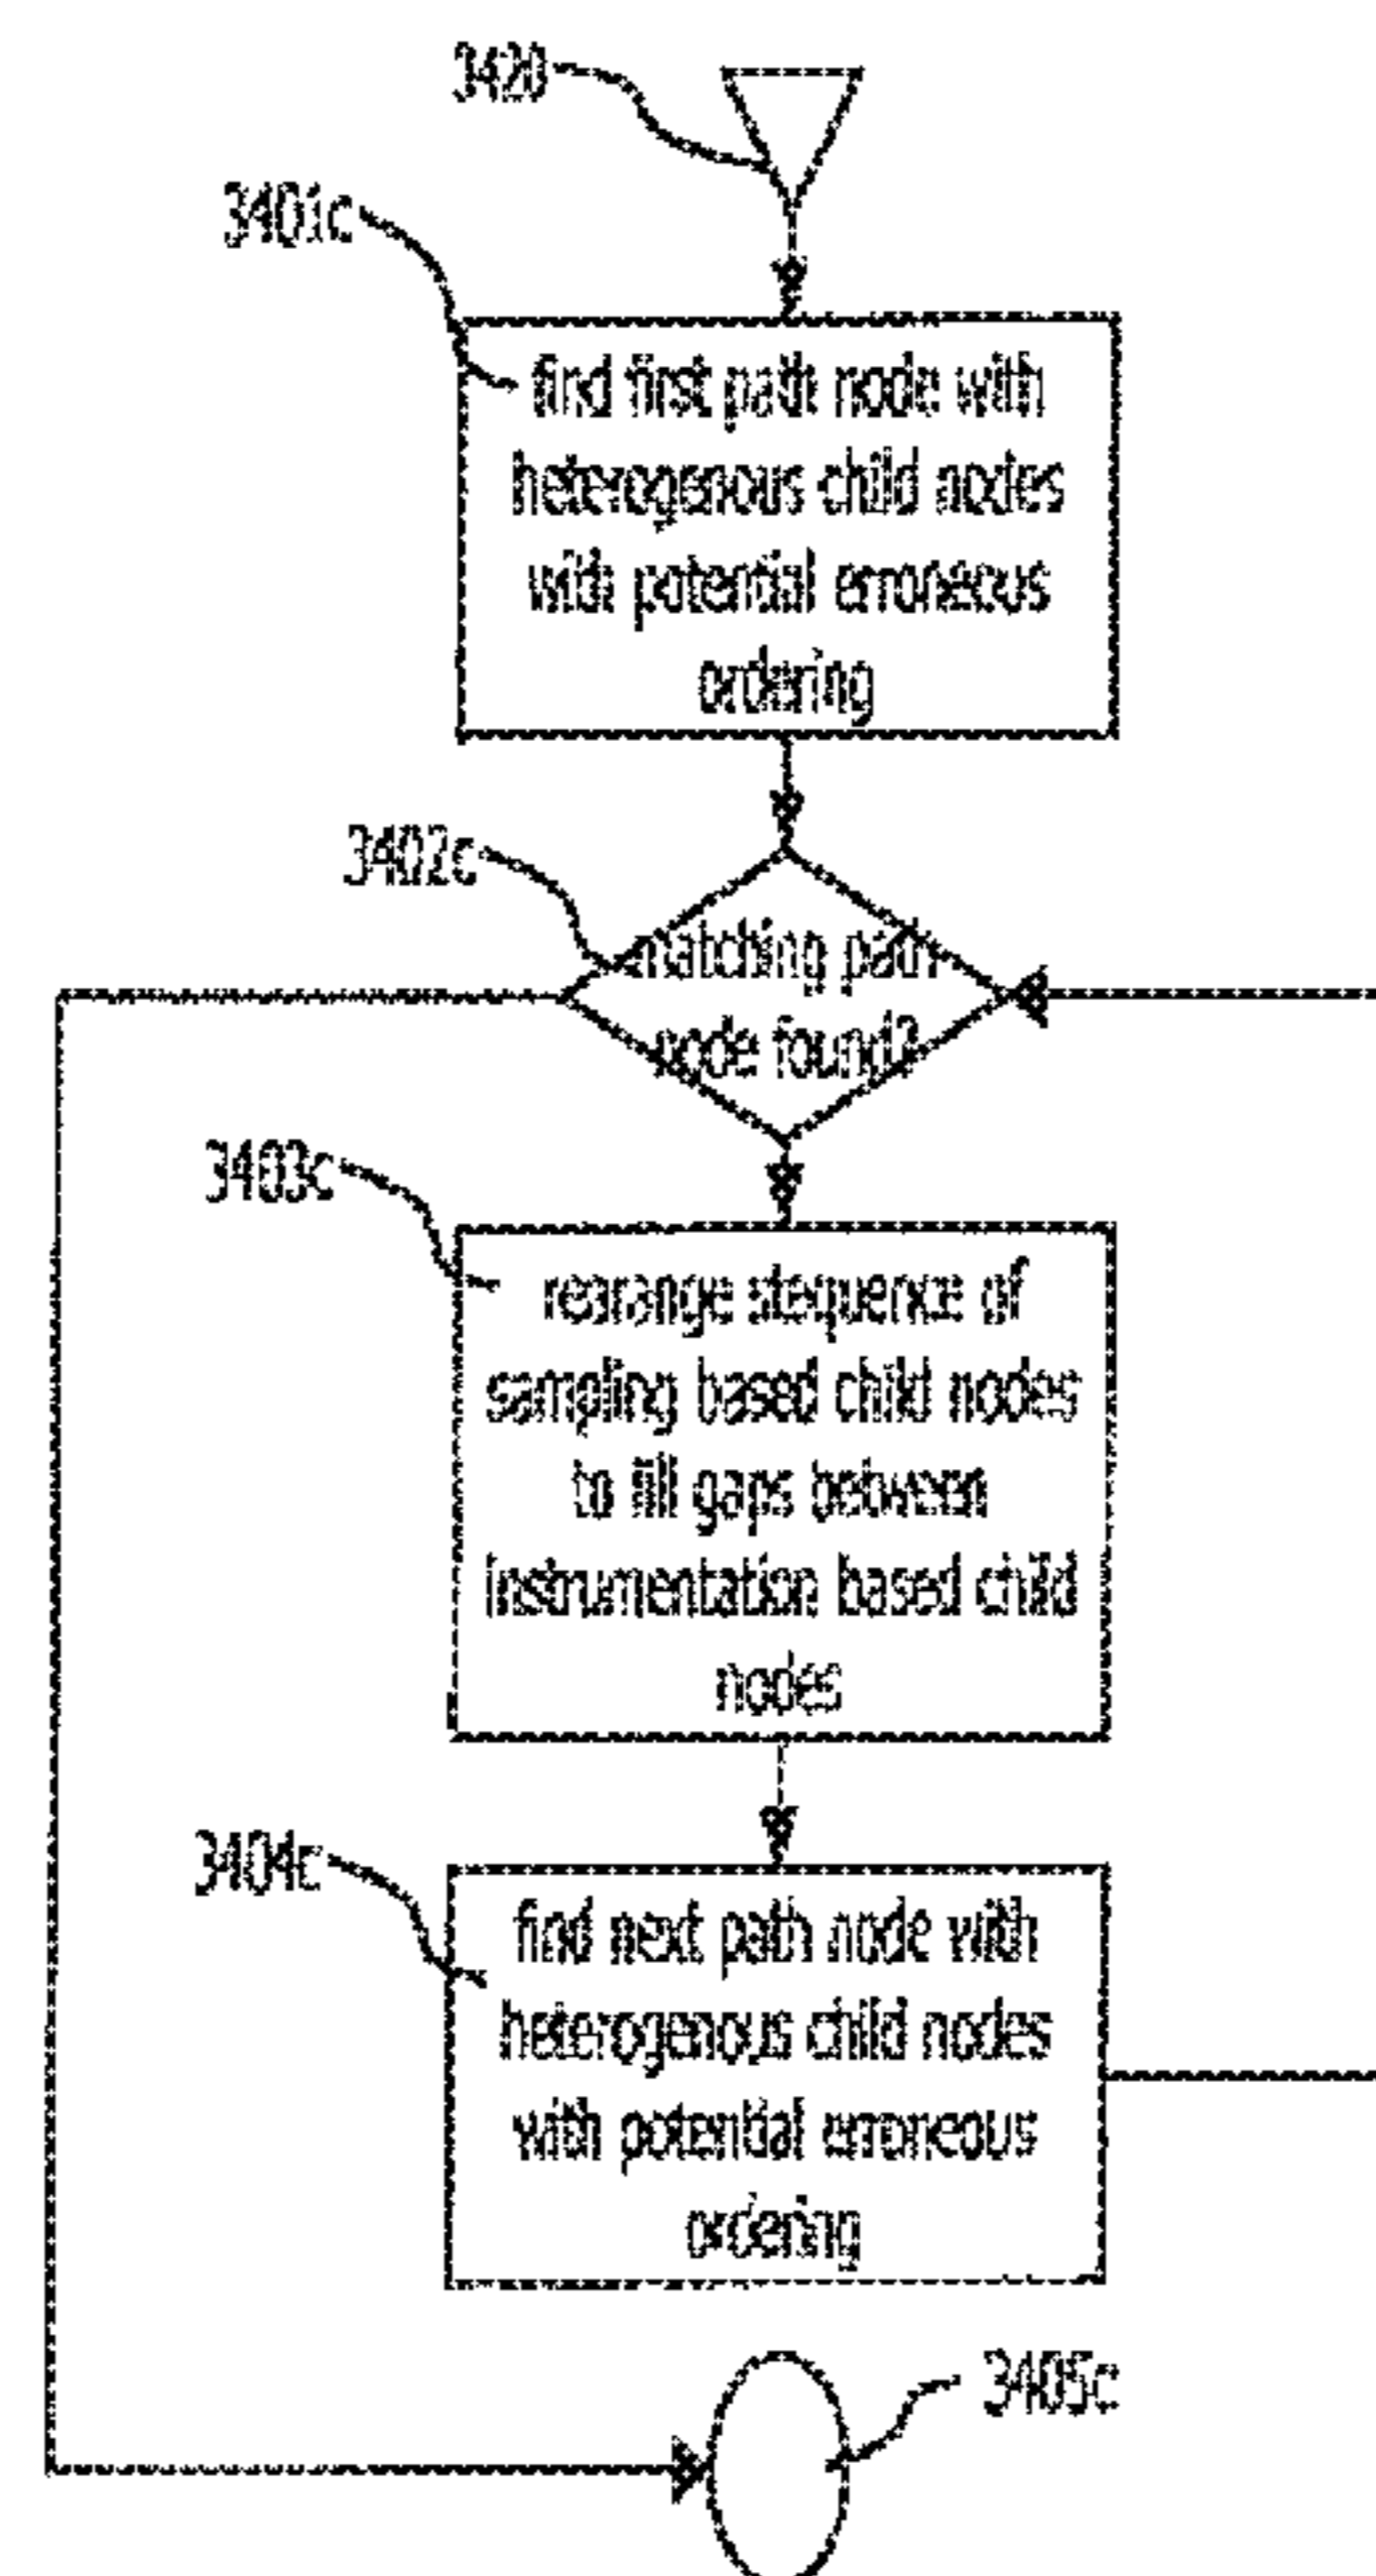 3420
3401c
find first path node with
heterogenous child nodes
with potential erroneous
ordering
3402c
matching path
node found?
3403c
rearange stequence of
sampling based child nodes
to fill gaps between
instrumentation based child
nodes
3404c
find next path node with
heterogenous child nodes
with potential erroneous
ordering
3405c